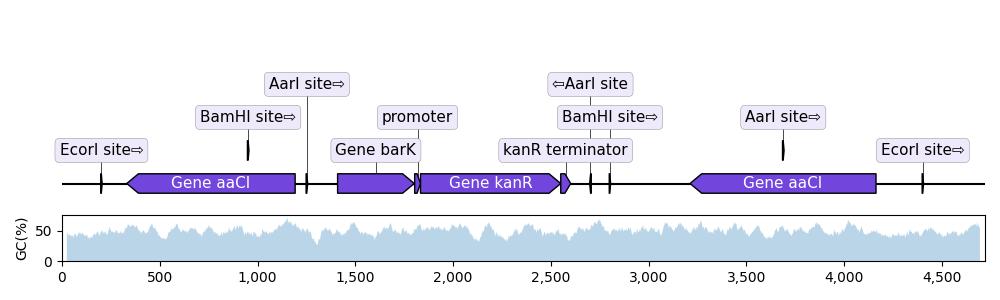 AarI site⇨
⇦AarI site
BamHI site⇨
promoter
BamHI site⇨
AarI site⇨
EcorI site⇨
Gene barK
kanR terminator
EcorI site⇨
Gene aaCI
Gene kanR
Gene aaCI
GC(%)
50
0
0
500
1,000
1,500
2,000
2,500
3,000
3,500
4,000
4,500